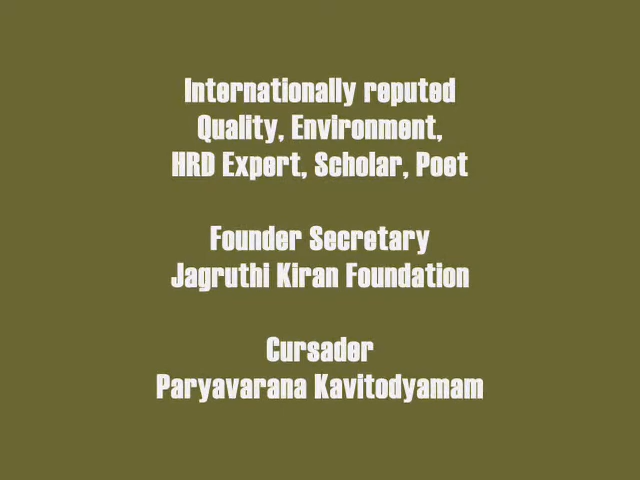 Internationally reputed
Quality, Environment,
HRD Expert, Scholar, Poet
Founder Secretary
Jagruthi Kiran Foundation
Cursader
Paryavarana Kavitodyamam